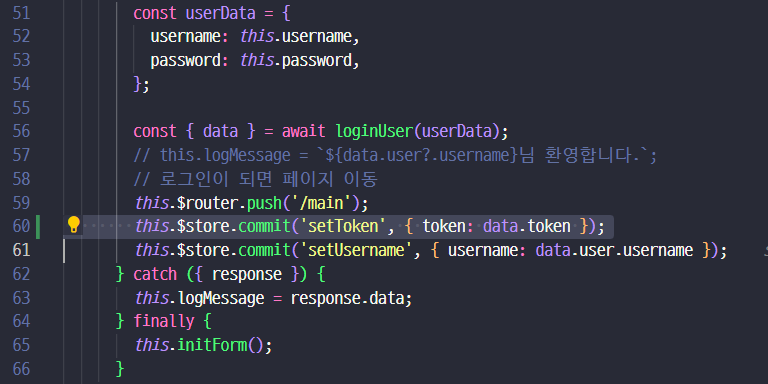 51 const userData = {
52 username: this.username,
53 password: this.password,
54 };
55
56 const { data } = await loginUser(userData);
57 // this.logMessage = `${data.user?.username}님 환영합니다.`;
58 // 로그인이 되면 페이지 이동
59 this.$router.push('/main');
60 this.$store.commit('setToken', { token: data.token });
61 this.$store.commit('setUsername', { username: data.user.username });
62 } catch ({ response }) {
63 this.logMessage = response.data;
64 } finally {
65 this.initForm();
66 }